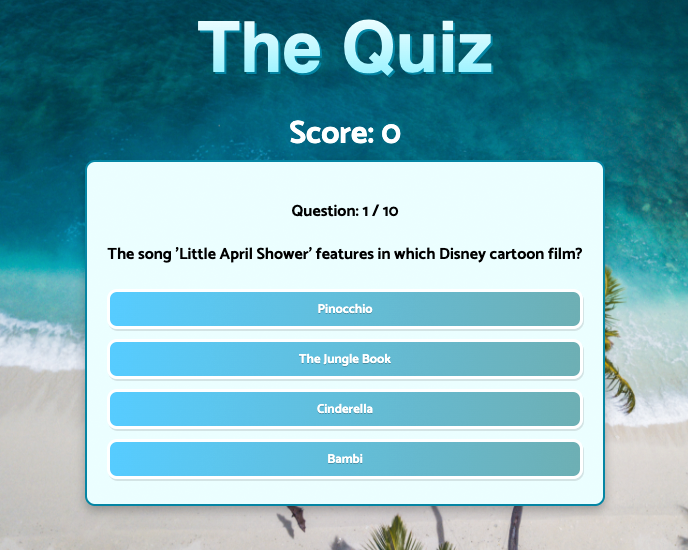 The Quiz
Score: 0
Question: 1 / 10
The song 'Little April Shower' features in which Disney cartoon film?
Pinocchio
The Jungle Book
Cinderella
Bambi